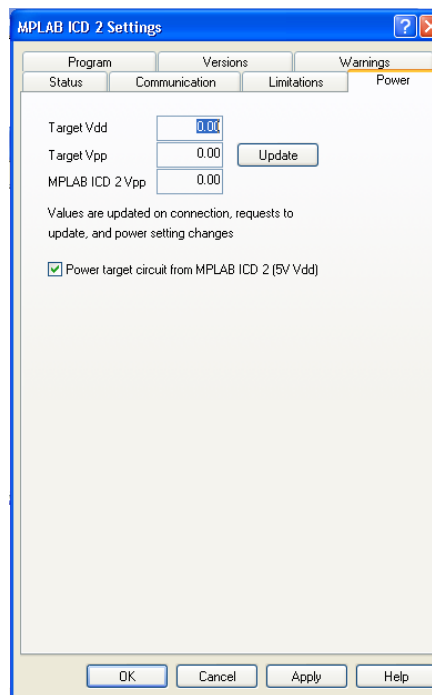 MPLAB ICD 2 Settings
Program Versions Warnings
Status Communication Limitations Power
Target Vdd 0.00
Target Vpp 0.00 Update
MPLAB ICD 2 Vpp 0.00
Values are updated on connection, requests to
update, and power setting changes
Power target circuit from MPLAB ICD 2 (5V Vdd)
OK Cancel Apply Help